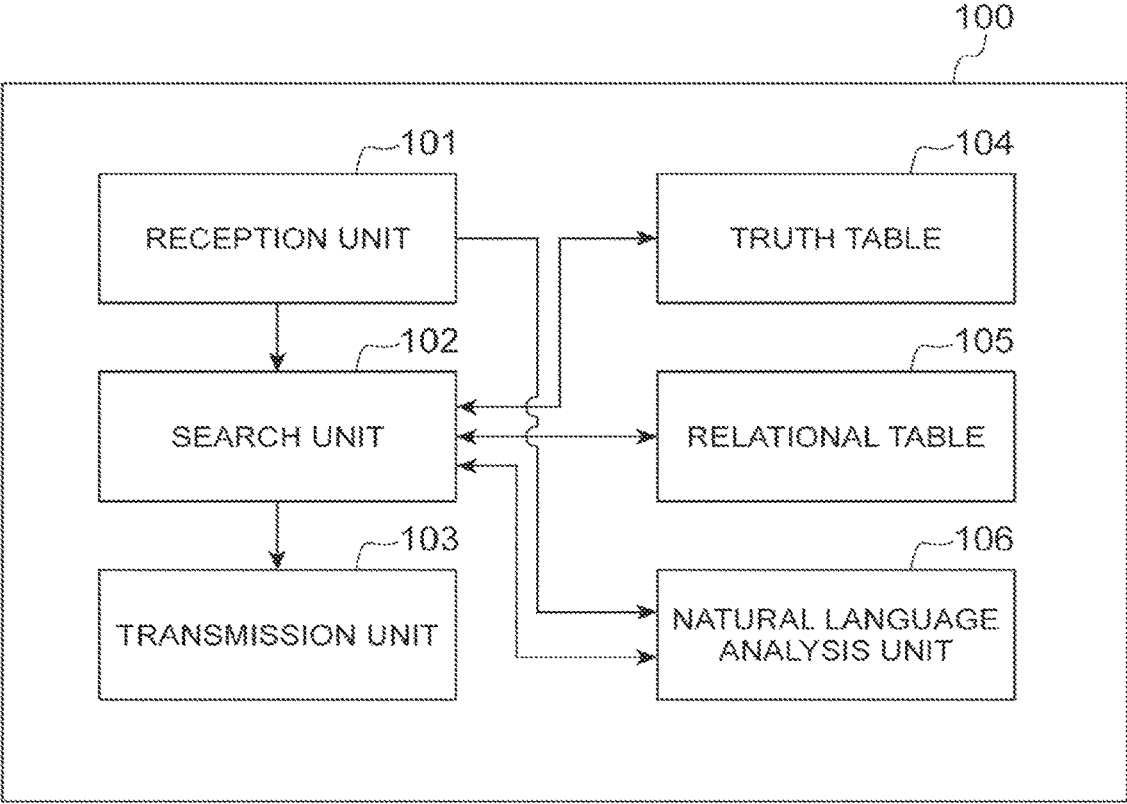 100
101
RECEPTION UNIT
104
TRUTH TABLE
102
SEARCH UNIT
105
RELATIONAL TABLE
103
TRANSMISSION UNIT
106
NATURAL LANGUAGE
ANALYSIS UNIT